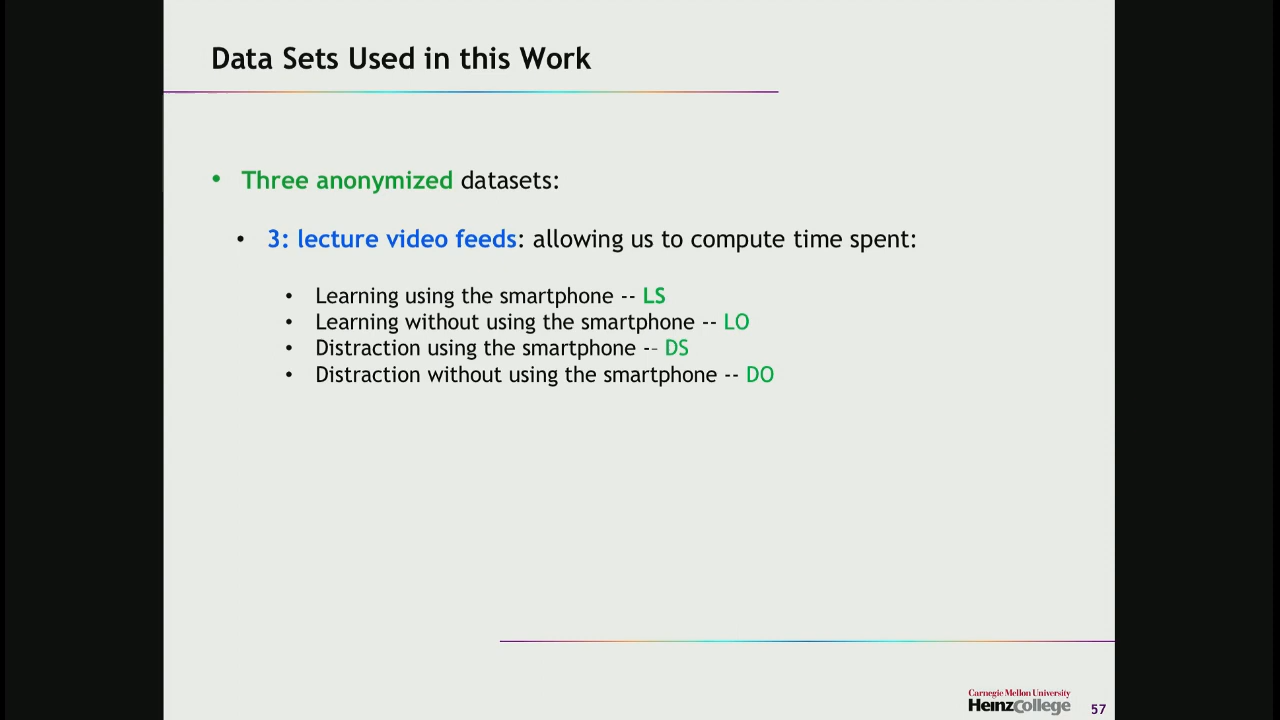 Data Sets Used in this Work
• Three anonymized datasets:
• 3: lecture video feeds: allowing us to compute time spent:
• Learning using the smartphone -- LS
• Learning without using the smartphone -- LO
• Distraction using the smartphone -- DS
• Distraction without using the smartphone -- DO
Carnegie Mellon University
HeinzCollege
57